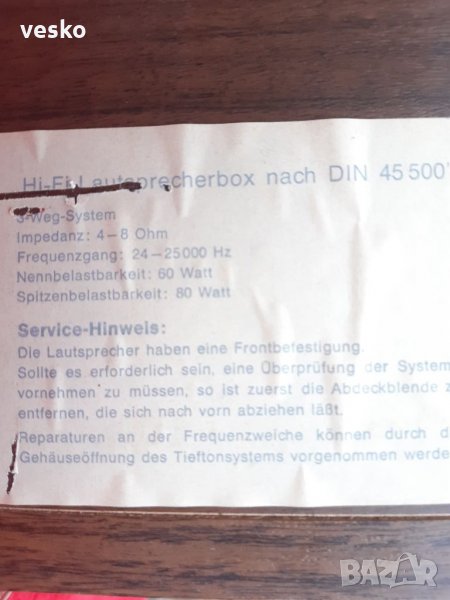 vesko
Hi-Fi Lautsprecherbox nach DIN 45 500
3-Weg-System
Impedanz: 4–8 Ohm
Frequenzgang: 24–25000 Hz
Nennbelastbarkeit: 60 Watt
Spitzenbelastbarkeit: 80 Watt
Service-Hinweis:
Die Lautsprecher haben eine Frontbefestigung.
Sollte es erforderlich sein, eine Überprüfung der System
vornehmen zu müssen, so ist zuerst die Abdeckblende z
entfernen, die sich nach vorn abziehen läßt.
Reparaturen an der Frequenzweiche können durch d
Gehäuseöffnung des Tieftonsystems vorgenommen werde
BAZAR